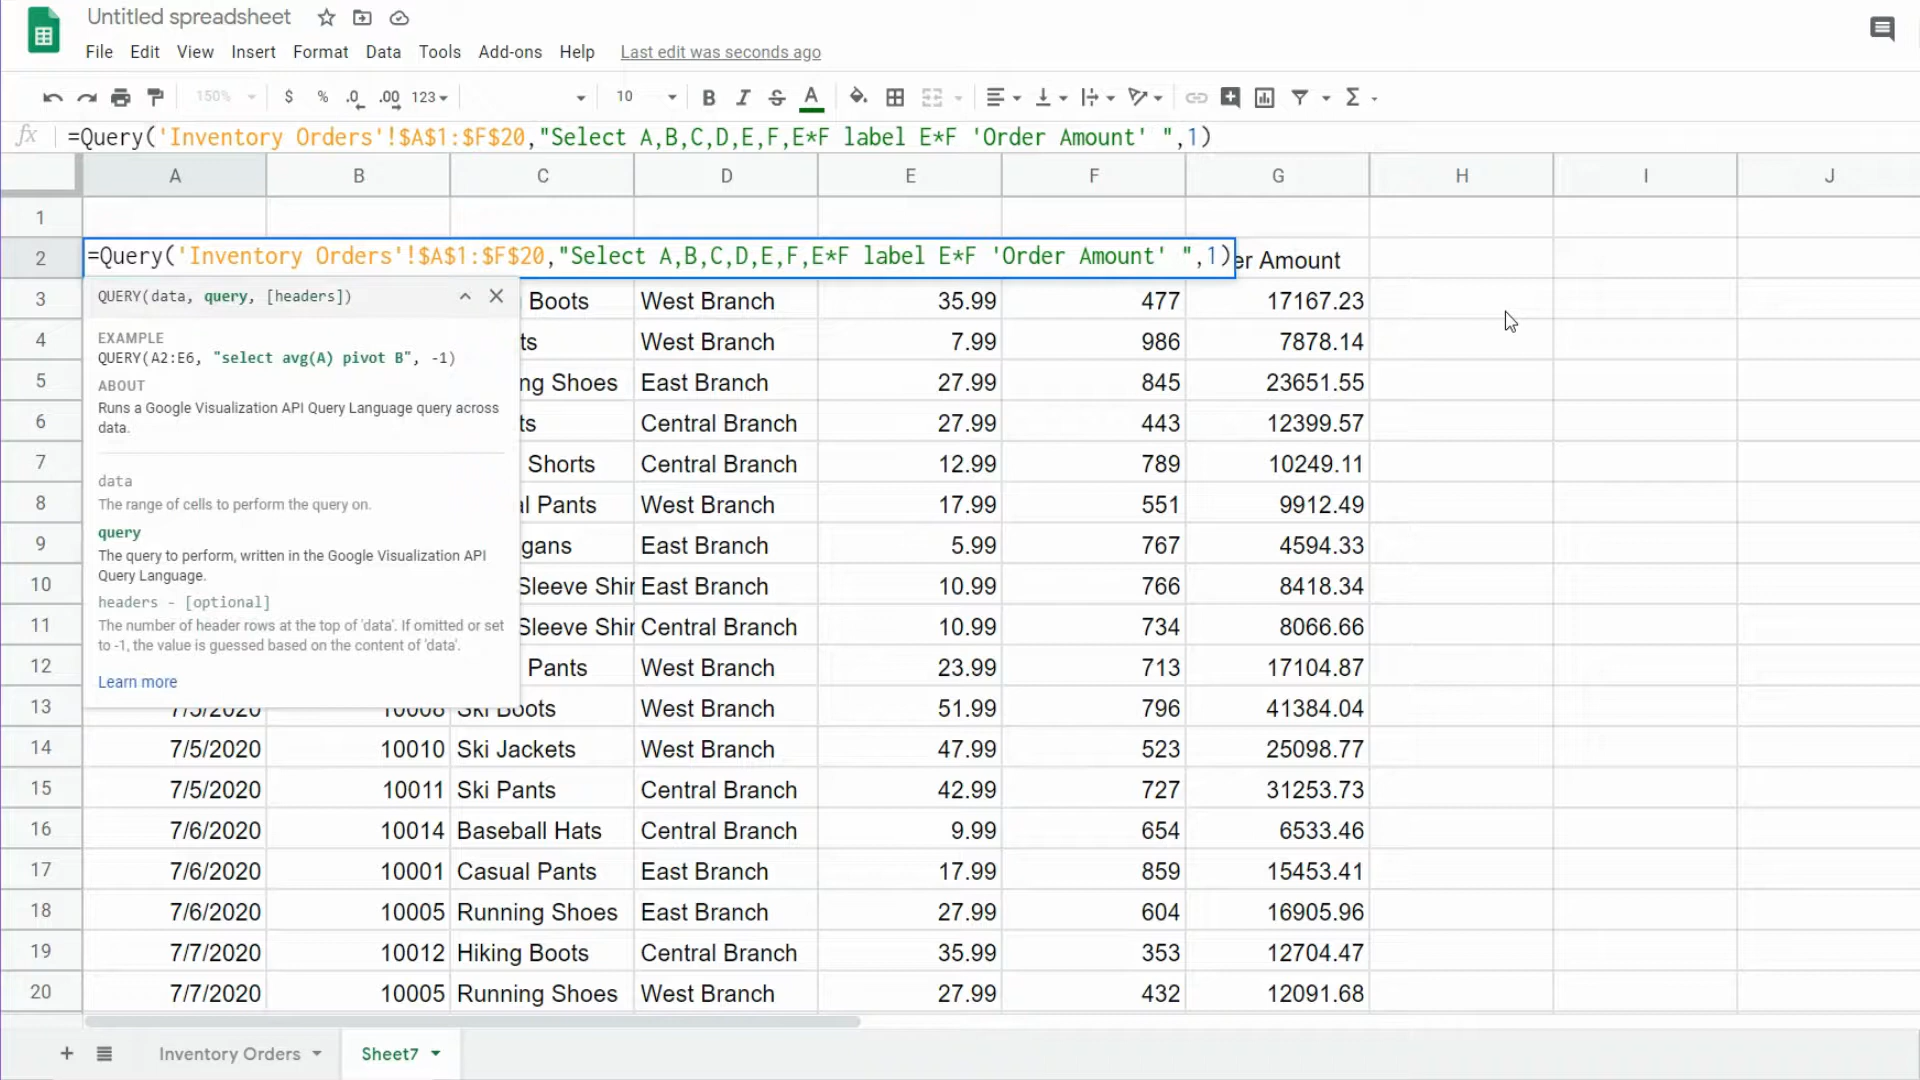 Untitled spreadsheet
File Edit View Insert Format Data Tools Add-ons Help Last edit was seconds ago
150% $ % .0 .00 123 10 B I S A
fx =Query('Inventory Orders'!$A$1:$F$20,"Select A,B,C,D,E,F,E*F label E*F 'Order Amount' ",1)
A B C D E F G H I J
1
2 =Query('Inventory Orders'!$A$1:$F$20,"Select A,B,C,D,E,F,E*F label E*F 'Order Amount' ",1) er Amount
QUERY(data, query, [headers])
EXAMPLE
QUERY(A2:E6, "select avg(A) pivot B", -1)
ABOUT
Runs a Google Visualization API Query Language query across
data.
data
The range of cells to perform the query on.
query
The query to perform, written in the Google Visualization API
Query Language.
headers - [optional]
The number of header rows at the top of 'data'. If omitted or set
to -1, the value is guessed based on the content of 'data'.
Learn more
3 Boots West Branch 35.99 477 17167.23
4 ts West Branch 7.99 986 7878.14
5 ng Shoes East Branch 27.99 845 23651.55
6 ts Central Branch 27.99 443 12399.57
7 Shorts Central Branch 12.99 789 10249.11
8 al Pants West Branch 17.99 551 9912.49
9 gans East Branch 5.99 767 4594.33
10 Sleeve Shir East Branch 10.99 766 8418.34
11 Sleeve Shir Central Branch 10.99 734 8066.66
12 Pants West Branch 23.99 713 17104.87
13 7/5/2020 10008 Ski Boots West Branch 51.99 796 41384.04
14 7/5/2020 10010 Ski Jackets West Branch 47.99 523 25098.77
15 7/5/2020 10011 Ski Pants Central Branch 42.99 727 31253.73
16 7/6/2020 10014 Baseball Hats Central Branch 9.99 654 6533.46
17 7/6/2020 10001 Casual Pants East Branch 17.99 859 15453.41
18 7/6/2020 10005 Running Shoes East Branch 27.99 604 16905.96
19 7/7/2020 10012 Hiking Boots Central Branch 35.99 353 12704.47
20 7/7/2020 10005 Running Shoes West Branch 27.99 432 12091.68
Inventory Orders Sheet7